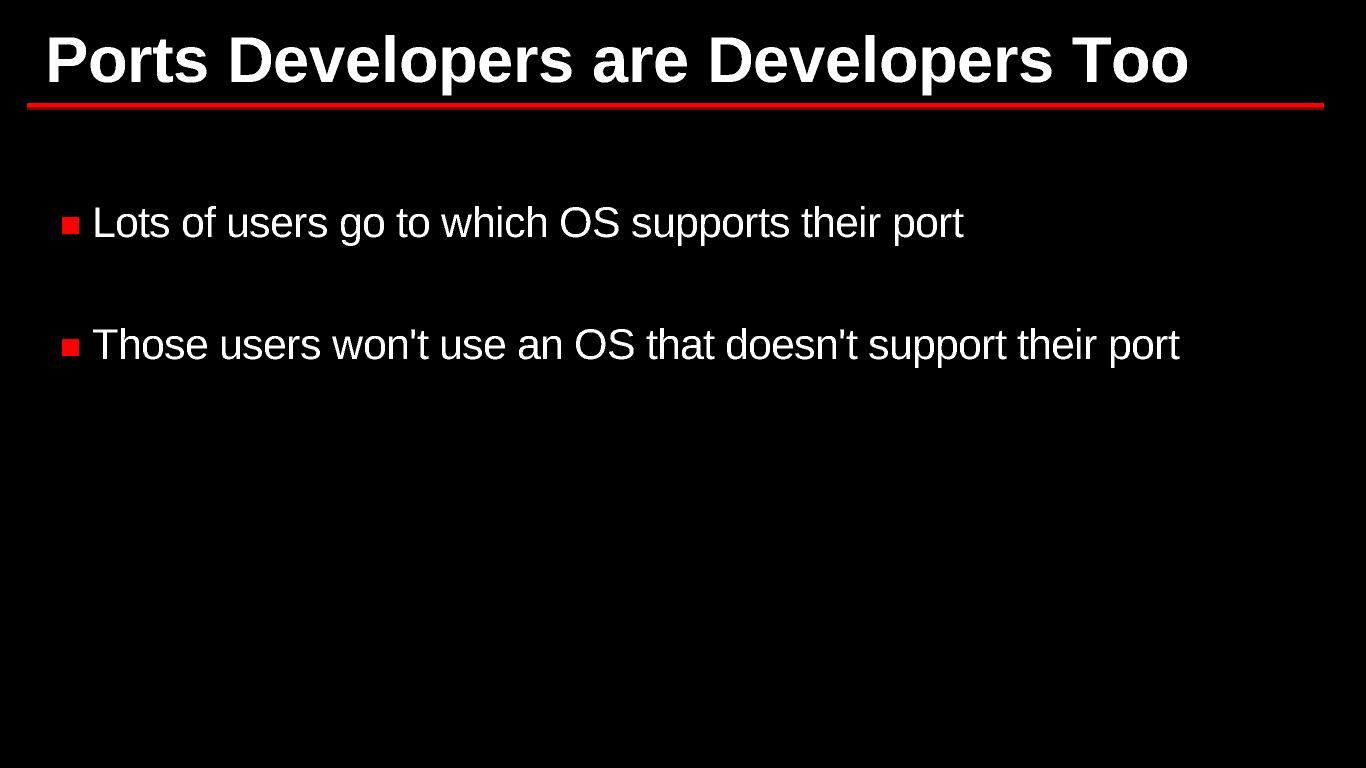 Ports Developers are Developers Too
Lots of users go to which OS supports their port
Those users won't use an OS that doesn't support their port